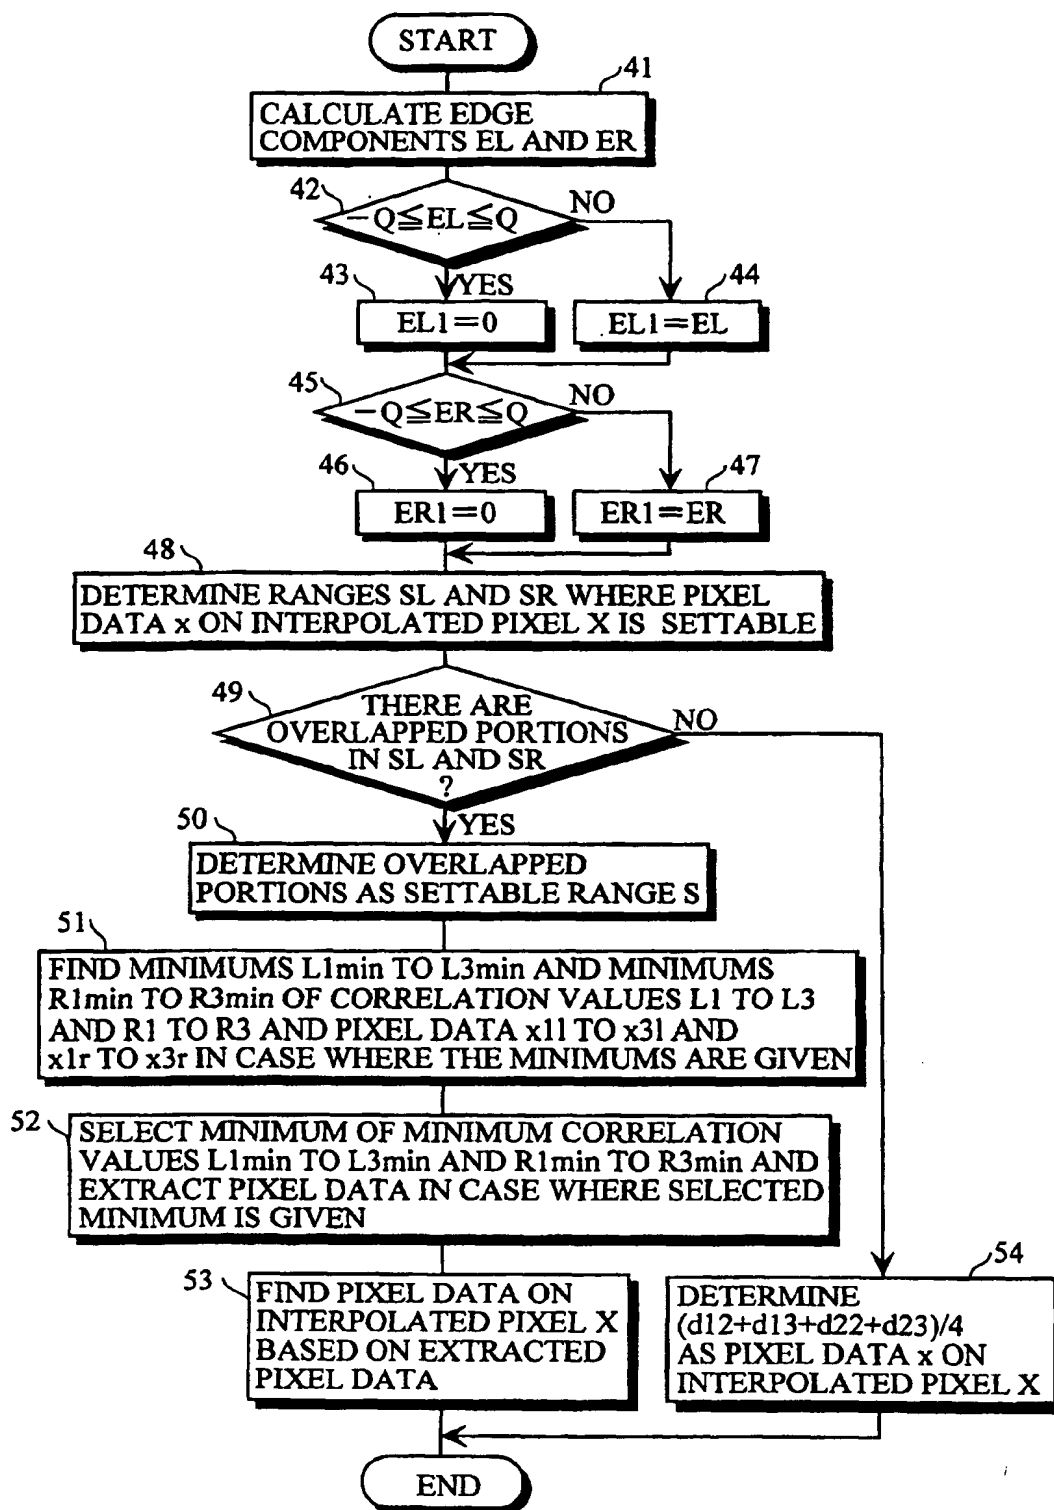 START
41
CALCULATE EDGE
COMPONENTS EL AND ER
42
−Q≦EL≦Q
NO
43
YES
44
EL1=0
EL1=EL
45
−Q≦ER≦Q
NO
46
YES
47
ER1=0
ER1=ER
48
DETERMINE RANGES SL AND SR WHERE PIXEL
DATA x ON INTERPOLATED PIXEL X IS SETTABLE
49
THERE ARE
OVERLAPPED PORTIONS
IN SL AND SR
?
NO
50
YES
DETERMINE OVERLAPPED
PORTIONS AS SETTABLE RANGE S
51
FIND MINIMUMS L1min TO L3min AND MINIMUMS
R1min TO R3min OF CORRELATION VALUES L1 TO L3
AND R1 TO R3 AND PIXEL DATA x1l TO x3l AND
x1r TO x3r IN CASE WHERE THE MINIMUMS ARE GIVEN
52
SELECT MINIMUM OF MINIMUM CORRELATION
VALUES L1min TO L3min AND R1min TO R3min AND
EXTRACT PIXEL DATA IN CASE WHERE SELECTED
MINIMUM IS GIVEN
53
FIND PIXEL DATA ON
INTERPOLATED PIXEL X
BASED ON EXTRACTED
PIXEL DATA
54
DETERMINE
(d12+d13+d22+d23)/4
AS PIXEL DATA x ON
INTERPOLATED PIXEL X
END